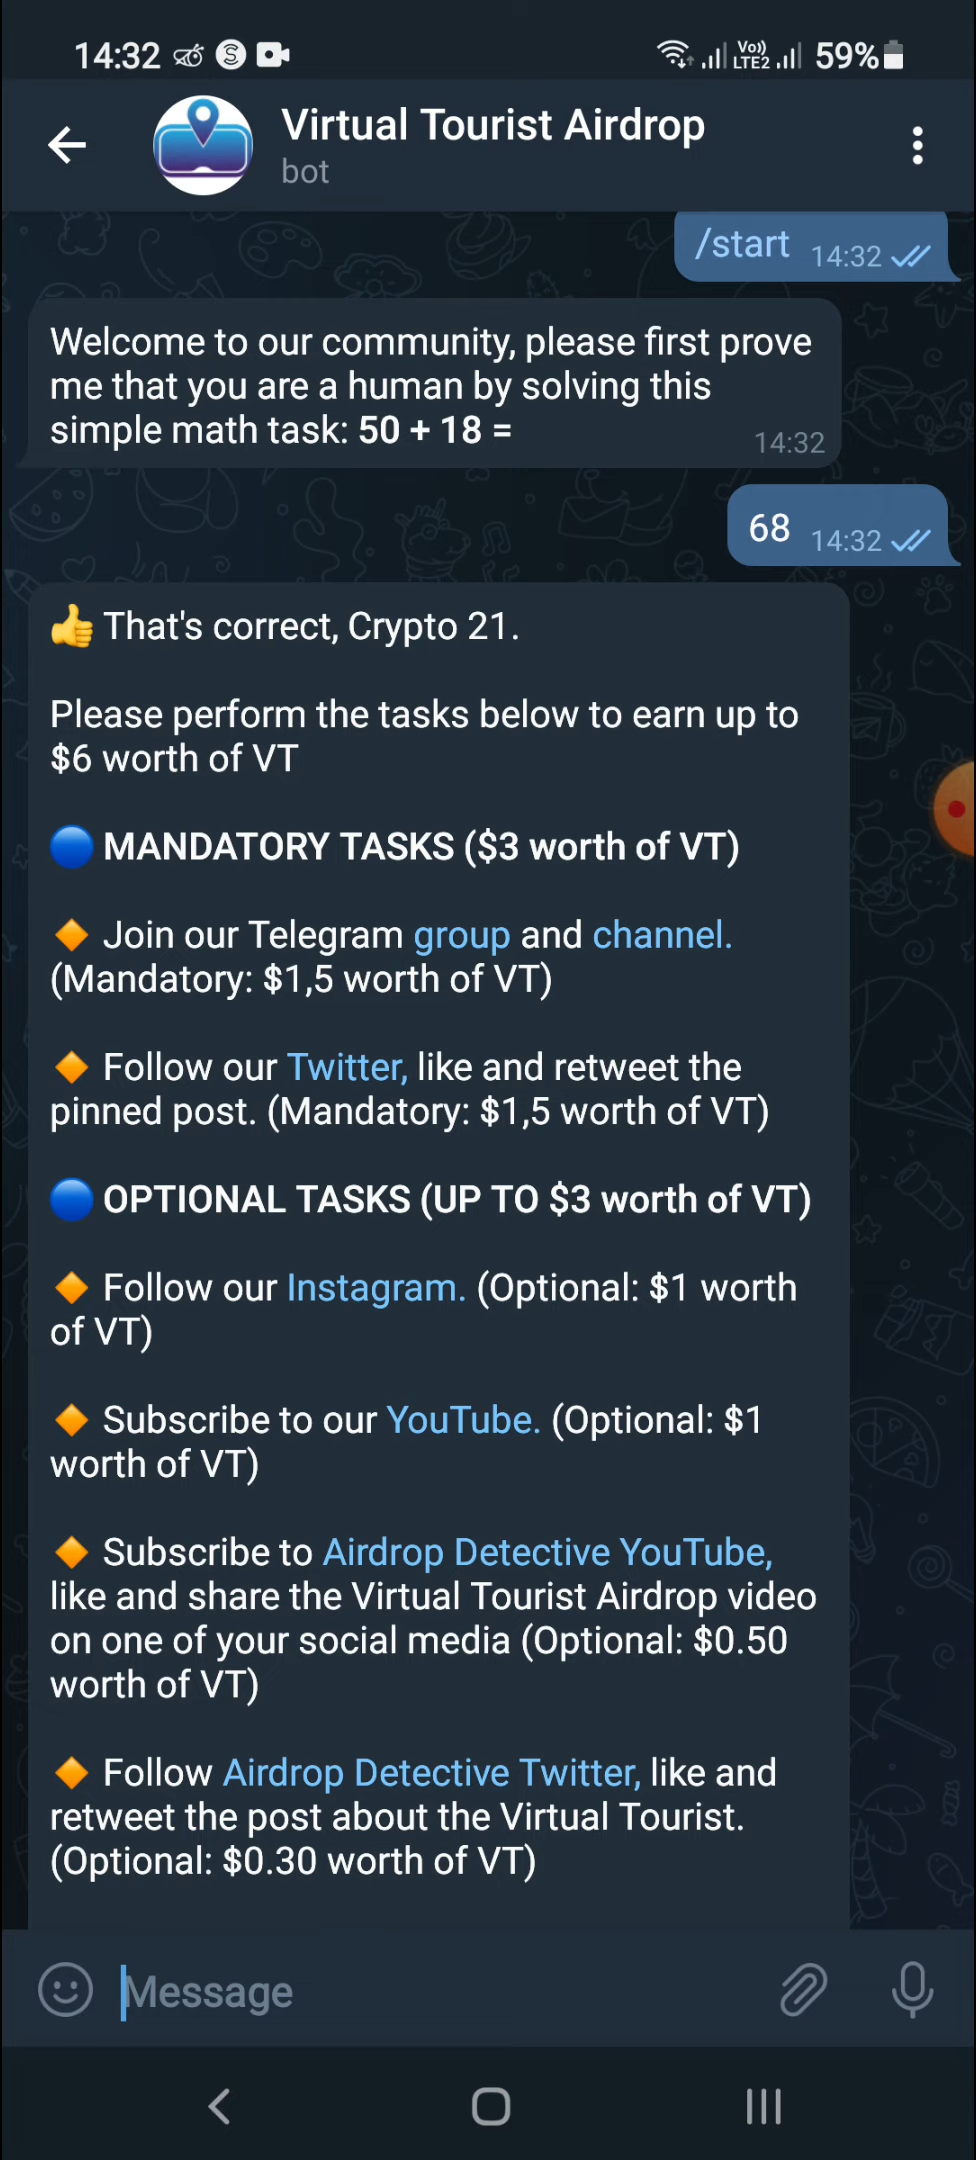 14:32
Vo))
LTE2
59%
Virtual Tourist Airdrop
bot
/start 14:32
Welcome to our community, please first prove
me that you are a human by solving this
simple math task: 50 + 18 =
14:32
68 14:32
👍 That's correct, Crypto 21.
Please perform the tasks below to earn up to
$6 worth of VT
🔵 MANDATORY TASKS ($3 worth of VT)
🔸 Join our Telegram group and channel.
(Mandatory: $1,5 worth of VT)
🔸 Follow our Twitter, like and retweet the
pinned post. (Mandatory: $1,5 worth of VT)
🔵 OPTIONAL TASKS (UP TO $3 worth of VT)
🔸 Follow our Instagram. (Optional: $1 worth
of VT)
🔸 Subscribe to our YouTube. (Optional: $1
worth of VT)
🔸 Subscribe to Airdrop Detective YouTube,
like and share the Virtual Tourist Airdrop video
on one of your social media (Optional: $0.50
worth of VT)
🔸 Follow Airdrop Detective Twitter, like and
retweet the post about the Virtual Tourist.
(Optional: $0.30 worth of VT)
Message